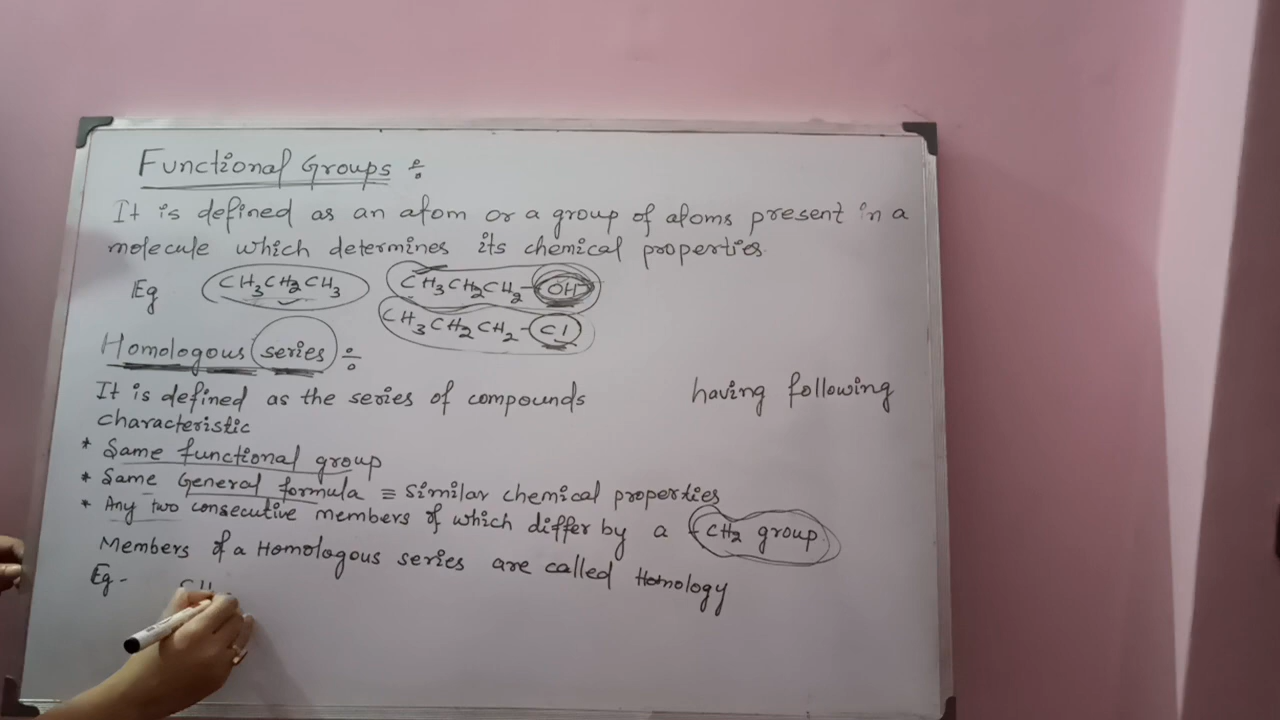 Functional Groups ÷
It is defined as an atom or a group of atoms present in a
molecule which determines its chemical properties.
Eg CH3CH2CH3 CH3CH2CH2-OH
CH3CH2CH2-Cl
Homologous series ÷
It is defined as the series of compounds having following
characteristic
* Same functional group
* Same General formula ≡ similar chemical properties
* Any two consecutive members of which differ by a -CH2 group.
Members of a Homologous series are called Homology
Eg - CH